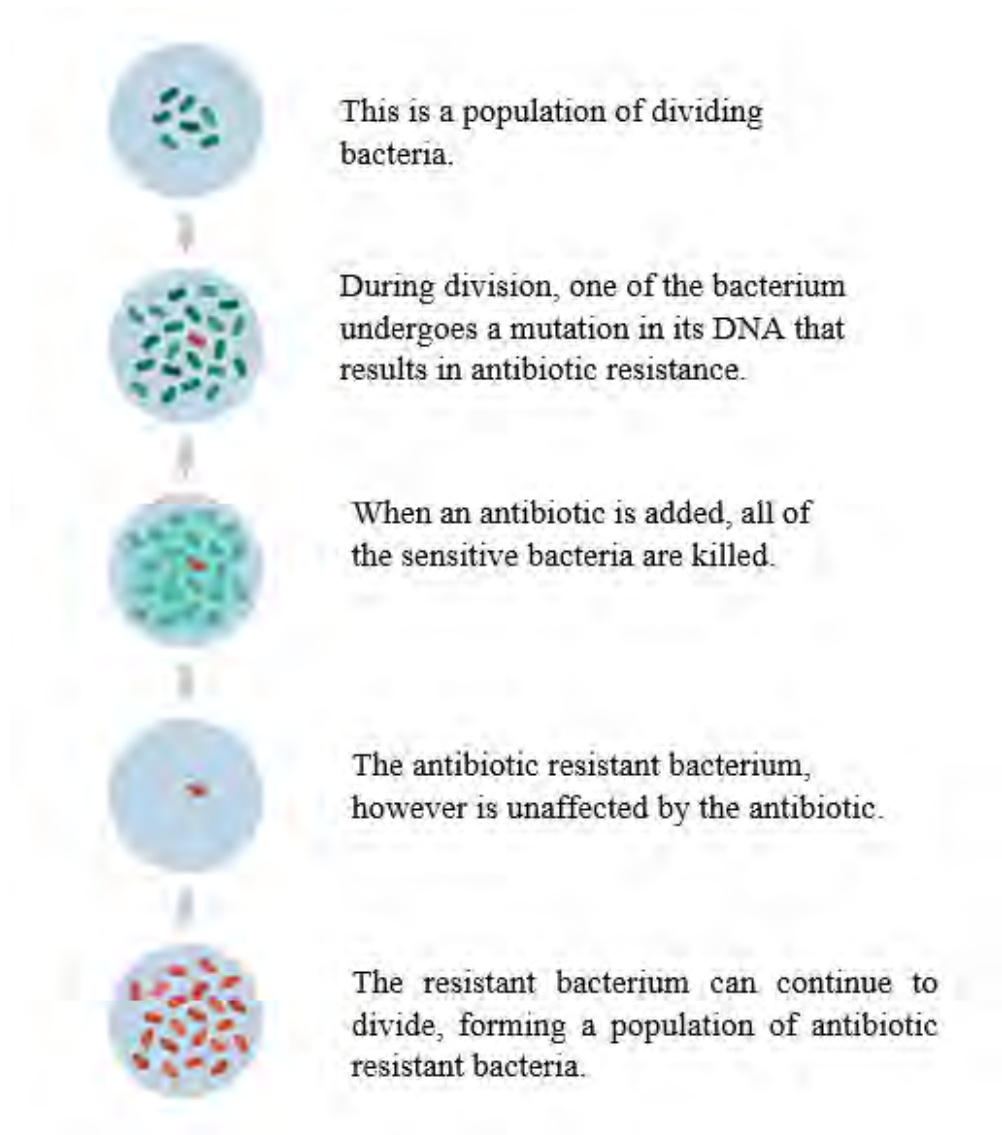 This is a population of dividing
bacteria.
During division, one of the bacterium
undergoes a mutation in its DNA that
results in antibiotic resistance.
When an antibiotic is added, all of
the sensitive bacteria are killed.
The antibiotic resistant bacterium,
however is unaffected by the antibiotic.
The resistant bacterium can continue to
divide, forming a population of antibiotic
resistant bacteria.